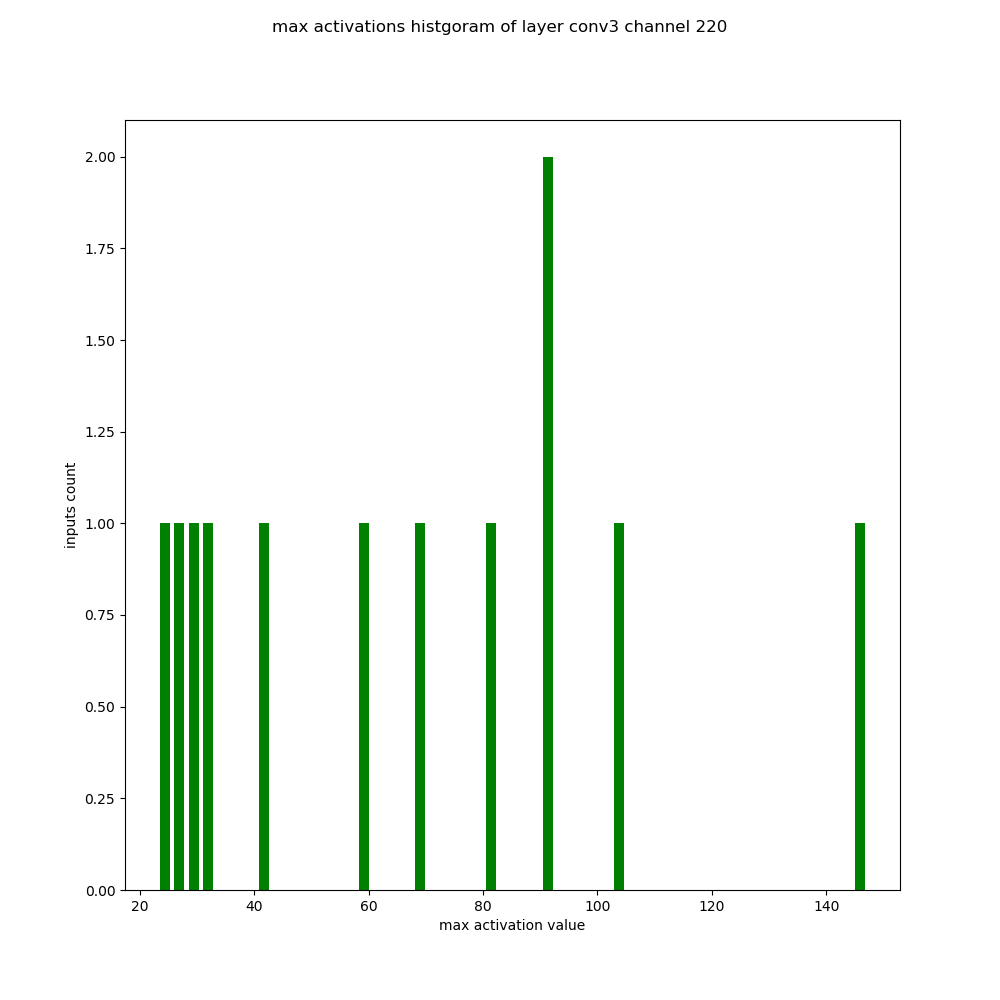 max activations histgoram of layer conv3 channel 220
2.00
1.75
1.50
1.25
1.00
0.75
0.50
0.25
0.00
inputs count
20 40 60 80 100 120 140
max activation value